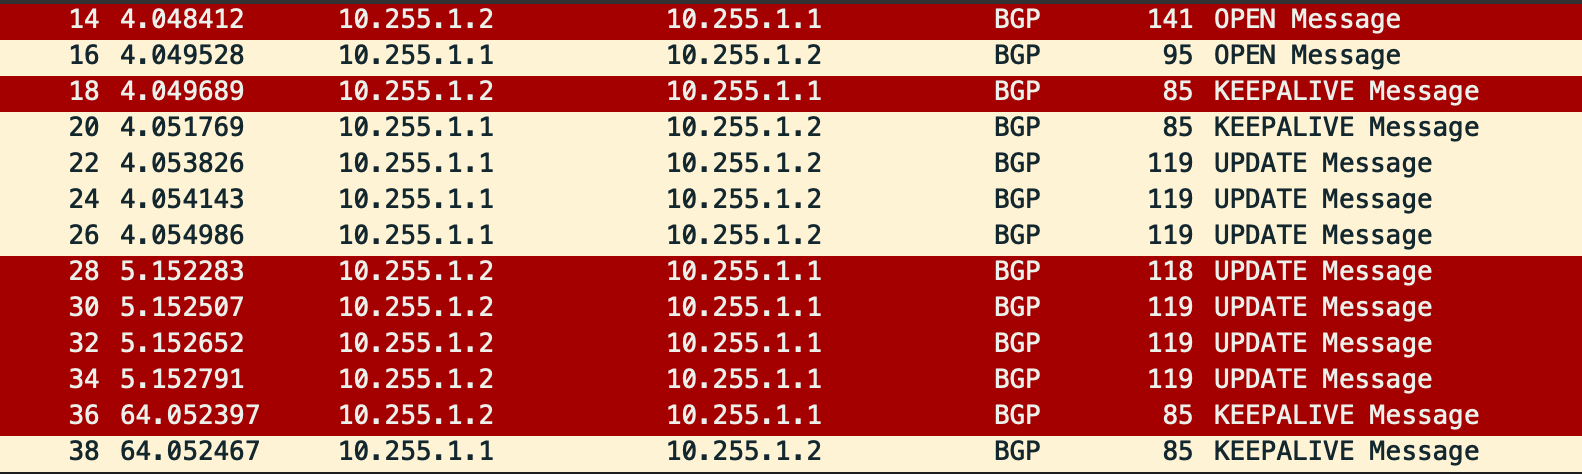 14 4.048412 10.255.1.2 10.255.1.1 BGP 141 OPEN Message
16 4.049528 10.255.1.1 10.255.1.2 BGP 95 OPEN Message
18 4.049689 10.255.1.2 10.255.1.1 BGP 85 KEEPALIVE Message
20 4.051769 10.255.1.1 10.255.1.2 BGP 85 KEEPALIVE Message
22 4.053826 10.255.1.1 10.255.1.2 BGP 119 UPDATE Message
24 4.054143 10.255.1.1 10.255.1.2 BGP 119 UPDATE Message
26 4.054986 10.255.1.1 10.255.1.2 BGP 119 UPDATE Message
28 5.152283 10.255.1.2 10.255.1.1 BGP 118 UPDATE Message
30 5.152507 10.255.1.2 10.255.1.1 BGP 119 UPDATE Message
32 5.152652 10.255.1.2 10.255.1.1 BGP 119 UPDATE Message
34 5.152791 10.255.1.2 10.255.1.1 BGP 119 UPDATE Message
36 64.052397 10.255.1.2 10.255.1.1 BGP 85 KEEPALIVE Message
38 64.052467 10.255.1.1 10.255.1.2 BGP 85 KEEPALIVE Message